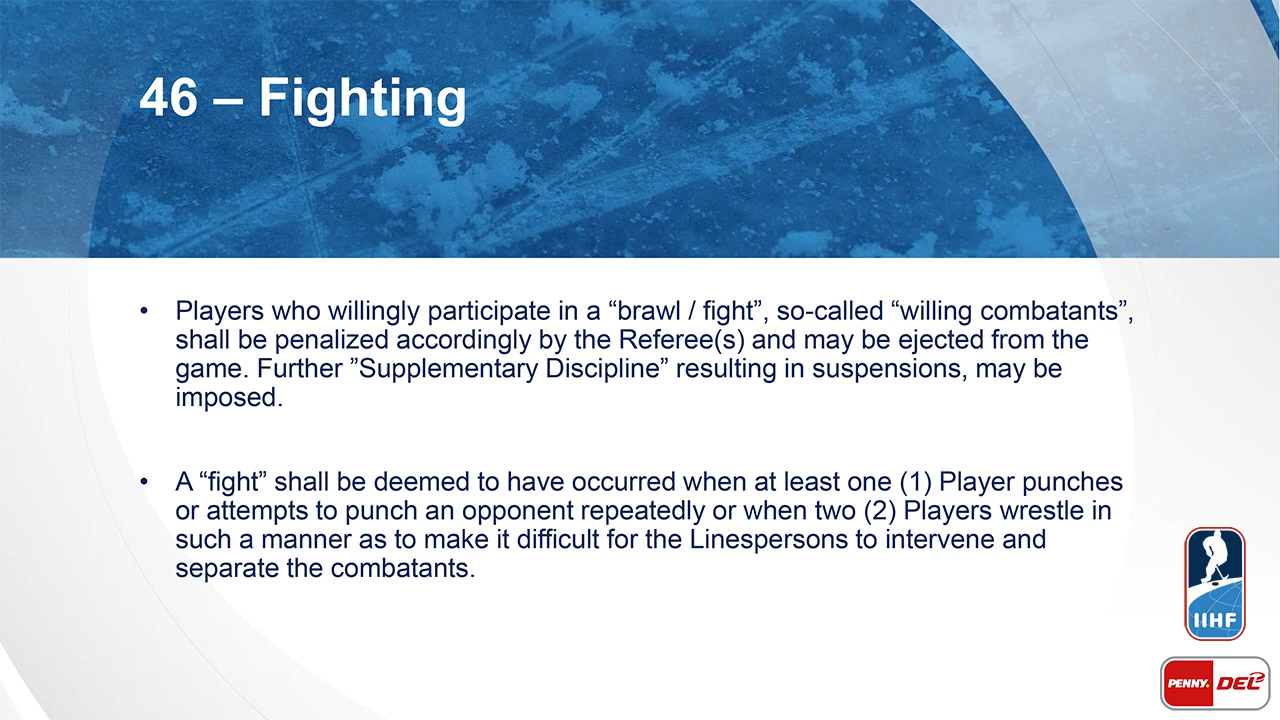 46 – Fighting
• Players who willingly participate in a “brawl / fight”, so-called “willing combatants”,
shall be penalized accordingly by the Referee(s) and may be ejected from the
game. Further ”Supplementary Discipline” resulting in suspensions, may be
imposed.
• A “fight” shall be deemed to have occurred when at least one (1) Player punches
or attempts to punch an opponent repeatedly or when two (2) Players wrestle in
such a manner as to make it difficult for the Linespersons to intervene and
separate the combatants.
IIHF
PENNY. DEL